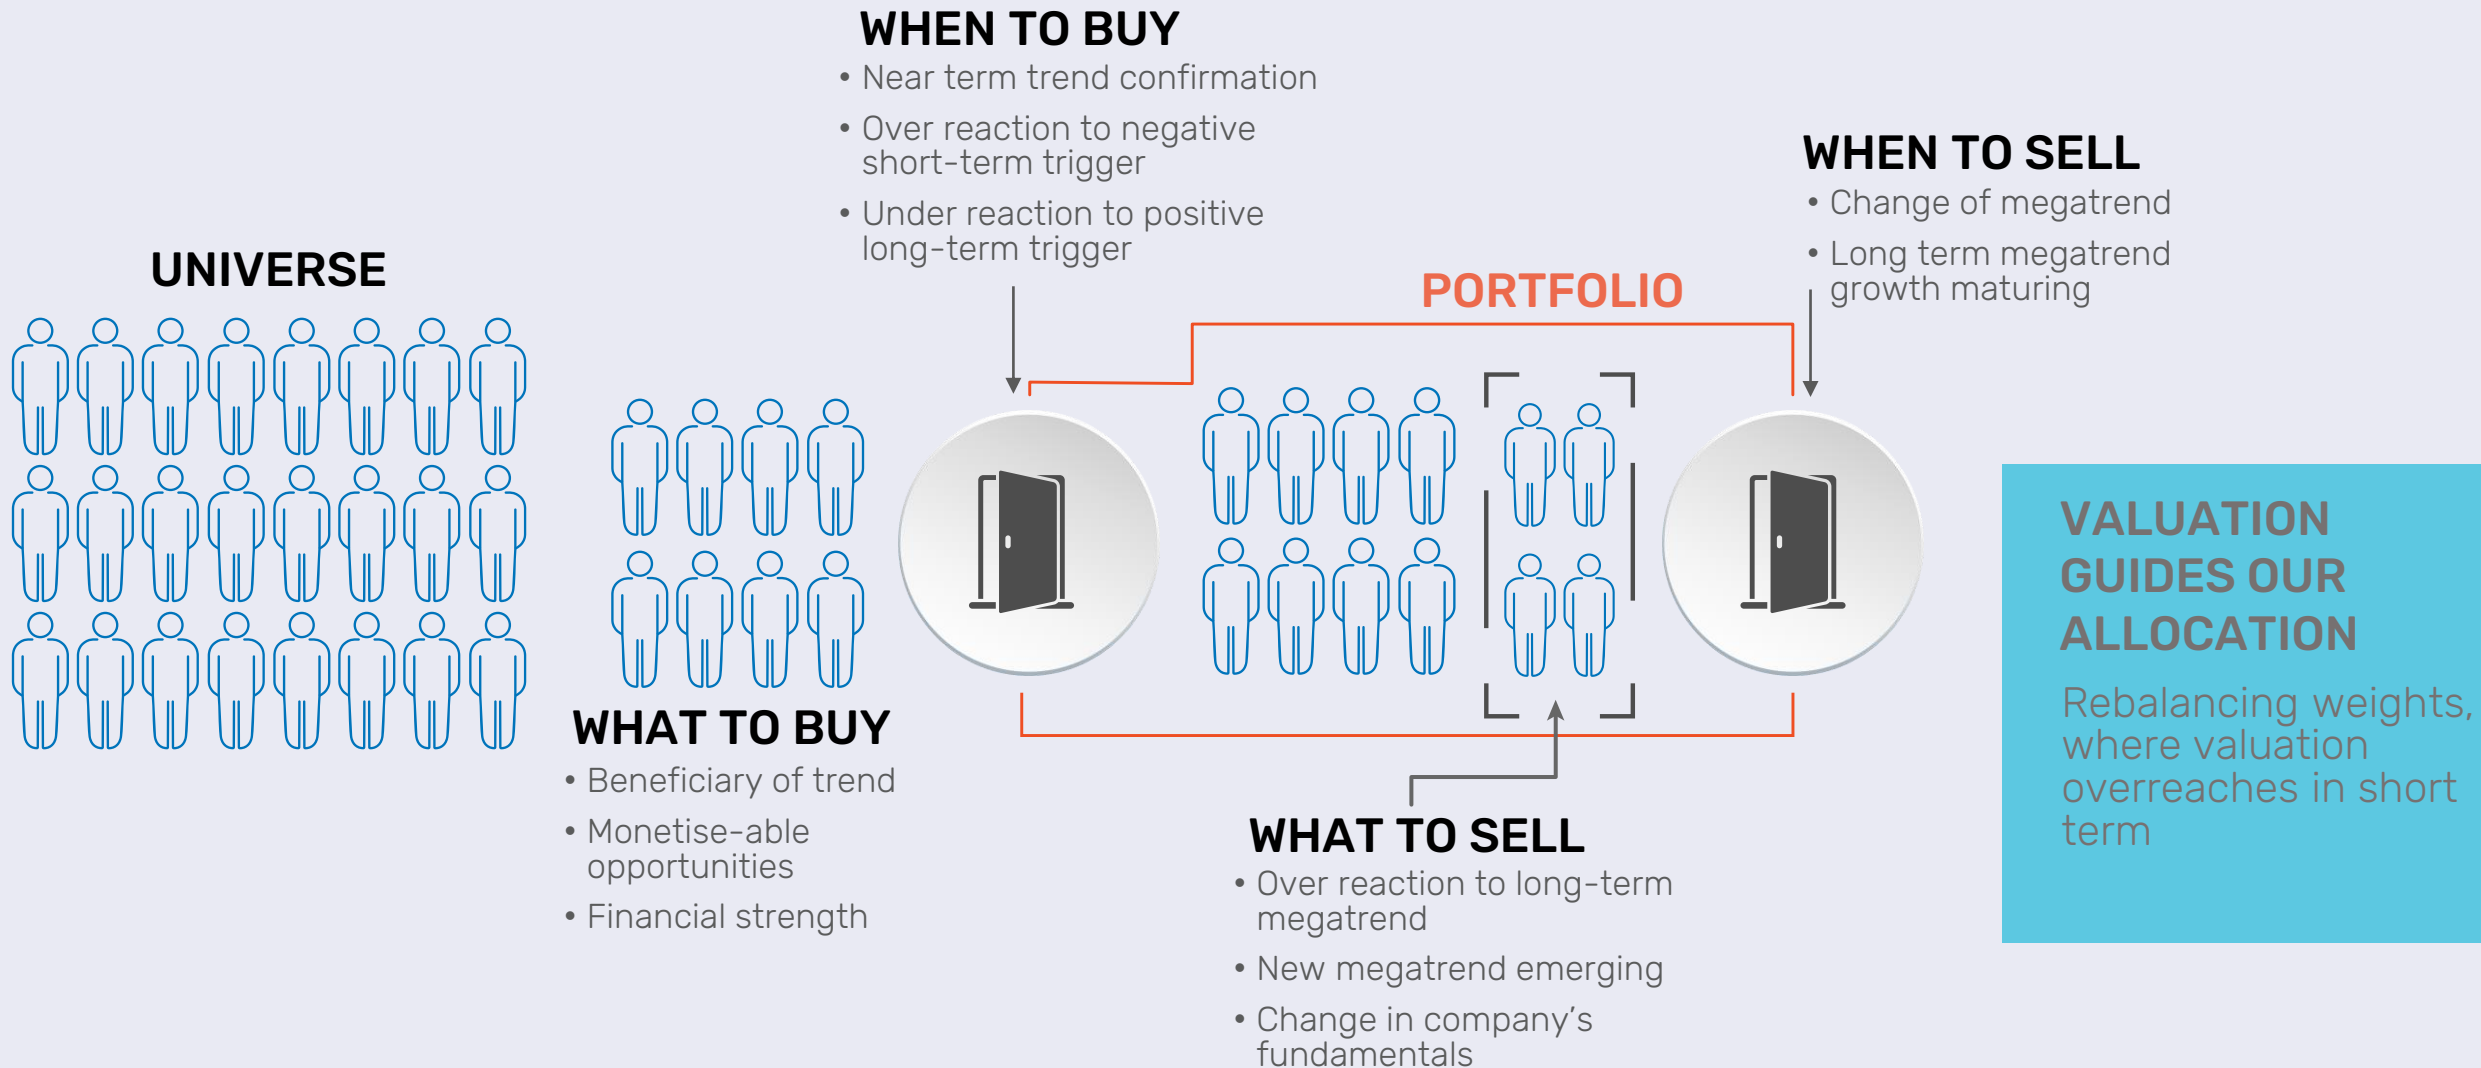 WHEN TO BUY
• Near term trend confirmation
• Over reaction to negative
short-term trigger
• Under reaction to positive
long-term trigger
WHEN TO SELL
• Change of megatrend
• Long term megatrend
growth maturing
UNIVERSE
PORTFOLIO
WHAT TO BUY
• Beneficiary of trend
• Monetise-able
opportunities
• Financial strength
WHAT TO SELL
• Over reaction to long-term
megatrend
• New megatrend emerging
• Change in company's
fundamentals
VALUATION
GUIDES OUR
ALLOCATION
Rebalancing weights,
where valuation
overreaches in short
term